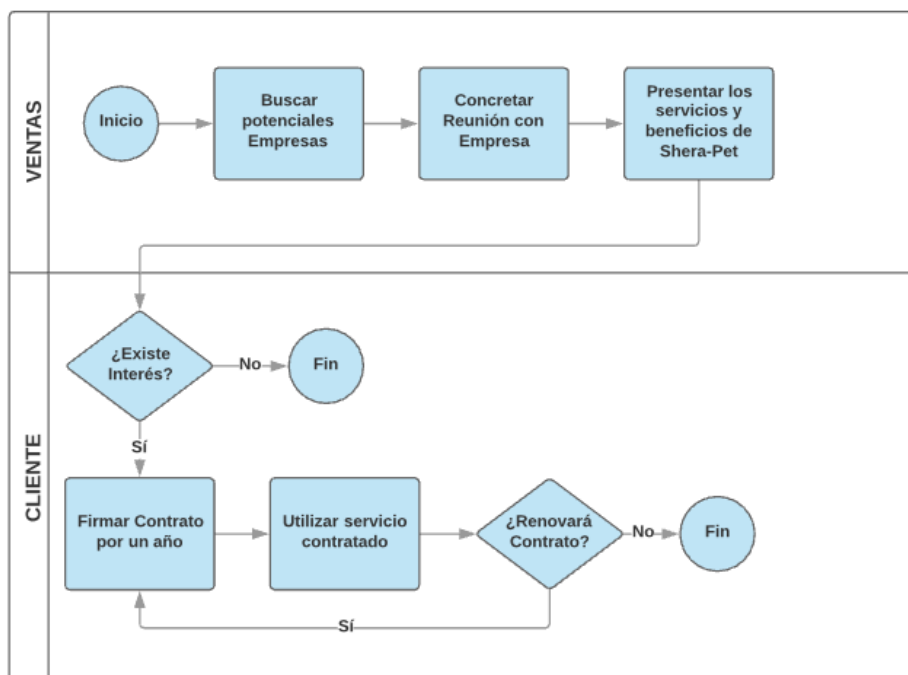 VENTAS
Inicio
Buscar
potenciales
Empresas
Concretar
Reunión con
Empresa
Presentar los
servicios y
beneficios de
Shera-Pet
CLIENTE
¿Existe
Interés?
No
Fin
Sí
Firmar Contrato
por un año
Utilizar servicio
contratado
¿Renovará
Contrato?
No
Fin
Sí